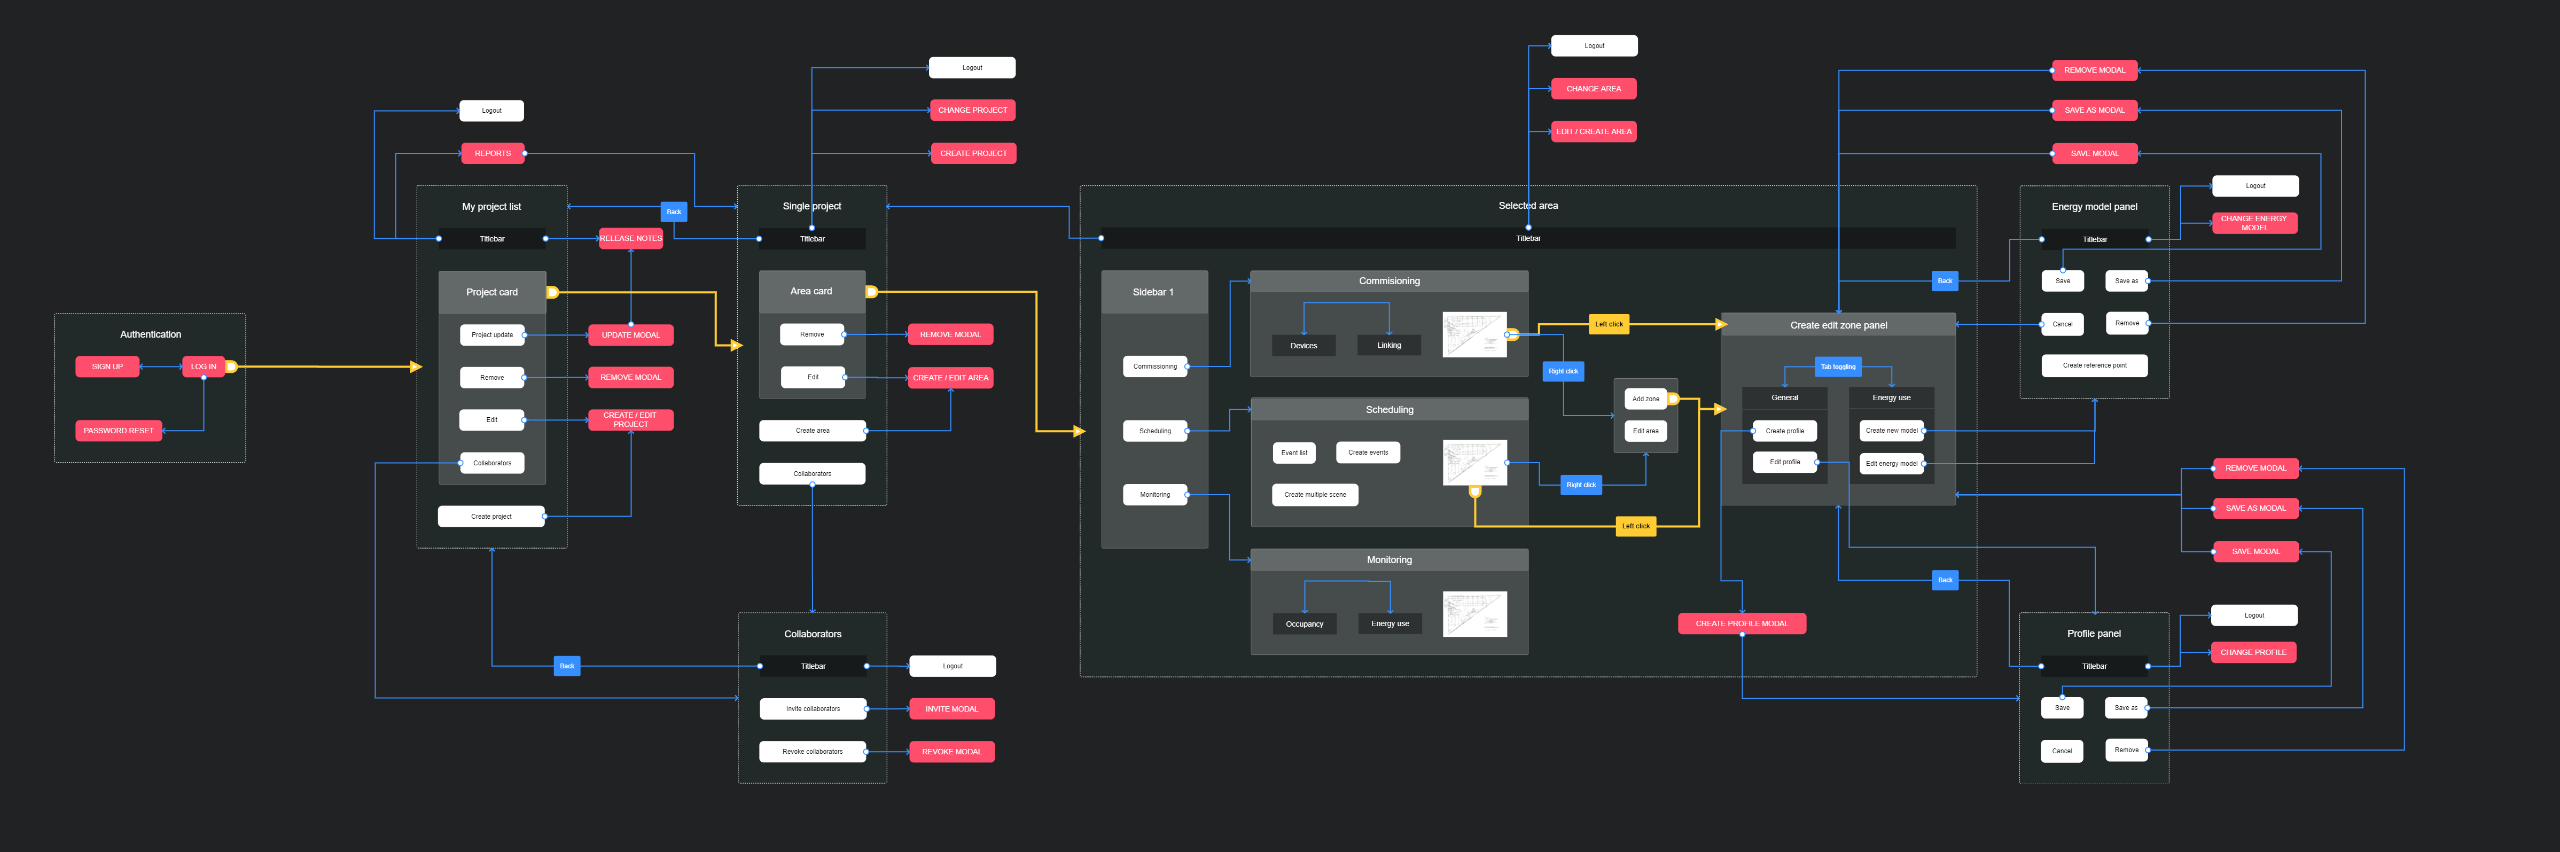 Authentication
SIGN UP
LOG IN
PASSWORD RESET
Logout
REPORTS
My project list
Titlebar
RELEASE NOTES
Project card
Project update
UPDATE MODAL
Remove
REMOVE MODAL
Edit
CREATE / EDIT
PROJECT
Collaborators
Create project
Back
Back
Logout
CHANGE PROJECT
CREATE PROJECT
Single project
Titlebar
Area card
Remove
REMOVE MODAL
Edit
CREATE / EDIT AREA
Create area
Collaborators
Collaborators
Titlebar
Logout
Invite collaborators
INVITE MODAL
Revoke collaborators
REVOKE MODAL
Logout
CHANGE AREA
EDIT / CREATE AREA
Selected area
Titlebar
Sidebar 1
Commissioning
Scheduling
Monitoring
Commisioning
Devices
Linking
Scheduling
Event list
Create events
Create multiple scene
Monitoring
Occupancy
Energy use
Left click
Right click
Add zone
Edit area
Right click
Left click
Create edit zone panel
Tab toggling
General
Energy use
Create profile
Create new model
Edit profile
Edit energy model
CREATE PROFILE MODAL
Back
Back
REMOVE MODAL
SAVE AS MODAL
SAVE MODAL
Logout
CHANGE ENERGY
MODEL
Energy model panel
Titlebar
Save
Save as
Cancel
Remove
Create reference point
REMOVE MODAL
SAVE AS MODAL
SAVE MODAL
Logout
CHANGE PROFILE
Profile panel
Titlebar
Save
Save as
Cancel
Remove